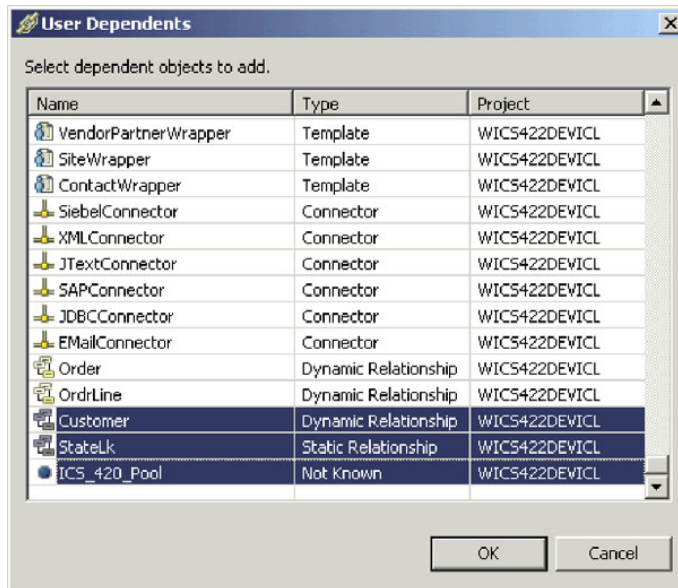 User Dependents
Select dependent objects to add.
Name Type Project
VendorPartnerWrapper Template WICS422DEVICL
SiteWrapper Template WICS422DEVICL
ContactWrapper Template WICS422DEVICL
SiebelConnector Connector WICS422DEVICL
XMLConnector Connector WICS422DEVICL
JTextConnector Connector WICS422DEVICL
SAPConnector Connector WICS422DEVICL
JDBCConnector Connector WICS422DEVICL
EMailConnector Connector WICS422DEVICL
Order Dynamic Relationship WICS422DEVICL
OrdrLine Dynamic Relationship WICS422DEVICL
Customer Dynamic Relationship WICS422DEVICL
StateLk Static Relationship WICS422DEVICL
ICS_420_Pool Not Known WICS422DEVICL
OK Cancel